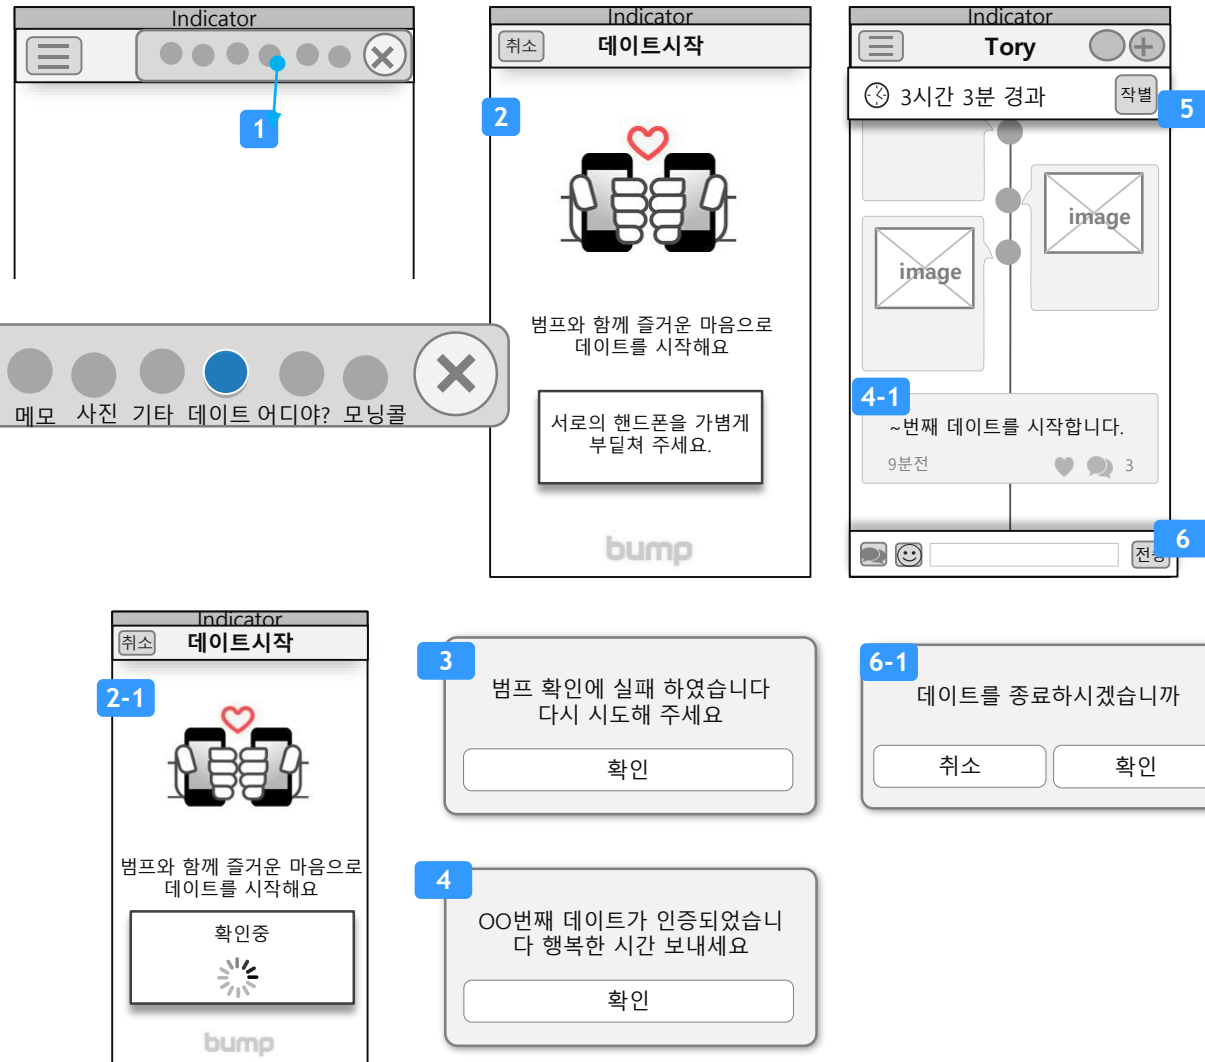 Indicator
1
메모 사진 기타 데이트 어디야? 모닝콜
Indicator
취소 데이트시작
2
범프와 함께 즐거운 마음으로
데이트를 시작해요
서로의 핸드폰을 가볍게
부딭쳐 주세요.
bump
Indicator
Tory
3시간 3분 경과
작별
5
image
image
4-1
~번째 데이트를 시작합니다.
9분전
3
6
Indicator
취소 데이트시작
2-1
범프와 함께 즐거운 마음으로
데이트를 시작해요
확인중
bump
3
범프 확인에 실패 하였습니다
다시 시도해 주세요
확인
4
OO번째 데이트가 인증되었습니
다 행복한 시간 보내세요
확인
6-1
데이트를 종료하시겠습니까
취소 확인